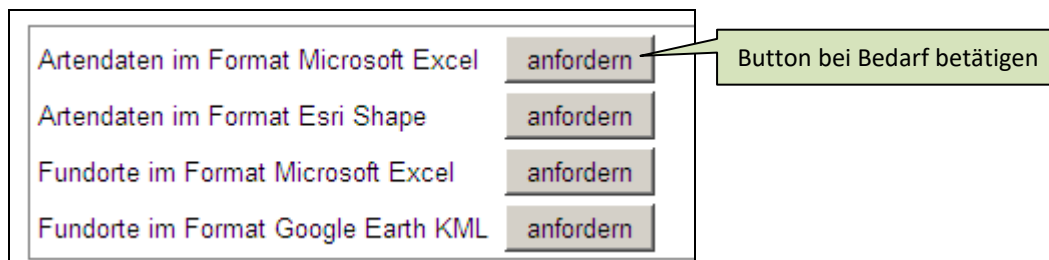 Artendaten im Format Microsoft Excel anfordern Button bei Bedarf betätigen
Artendaten im Format Esri Shape anfordern
Fundorte im Format Microsoft Excel anfordern
Fundorte im Format Google Earth KML anfordern